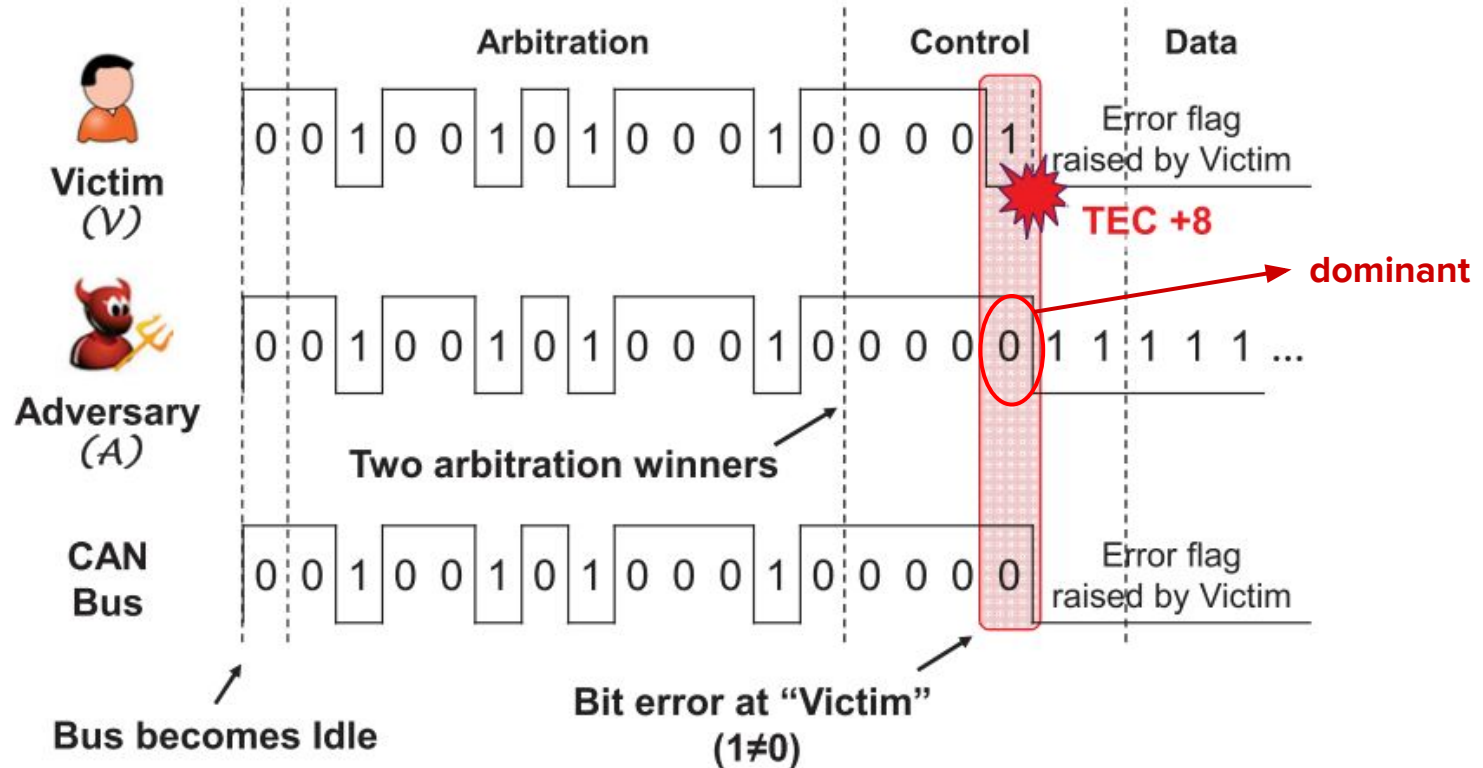 Arbitration Control Data
0 0 1 0 0 1 0 1 0 0 0 1 0 0 0 0 1
Error flag
raised by Victim
Victim
(V)
TEC +8
dominant
0 0 1 0 0 1 0 1 0 0 0 1 0 0 0 0 0 1 1 1 1 1 ...
Adversary
(A)
Two arbitration winners
CAN
Bus
0 0 1 0 0 1 0 1 0 0 0 1 0 0 0 0 0
Error flag
raised by Victim
Bus becomes Idle
Bit error at “Victim”
(1≠0)